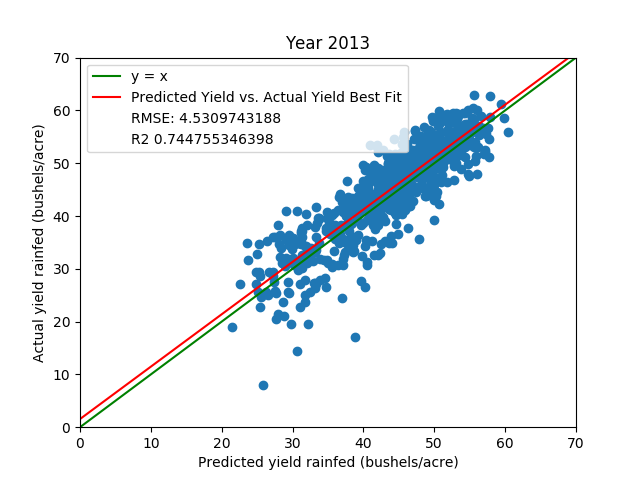 Year 2013
y = x
Predicted Yield vs. Actual Yield Best Fit
RMSE: 4.5309743188
R2 0.744755346398
Actual yield rainfed (bushels/acre)
70
60
50
40
30
20
10
0
0 10 20 30 40 50 60 70
Predicted yield rainfed (bushels/acre)